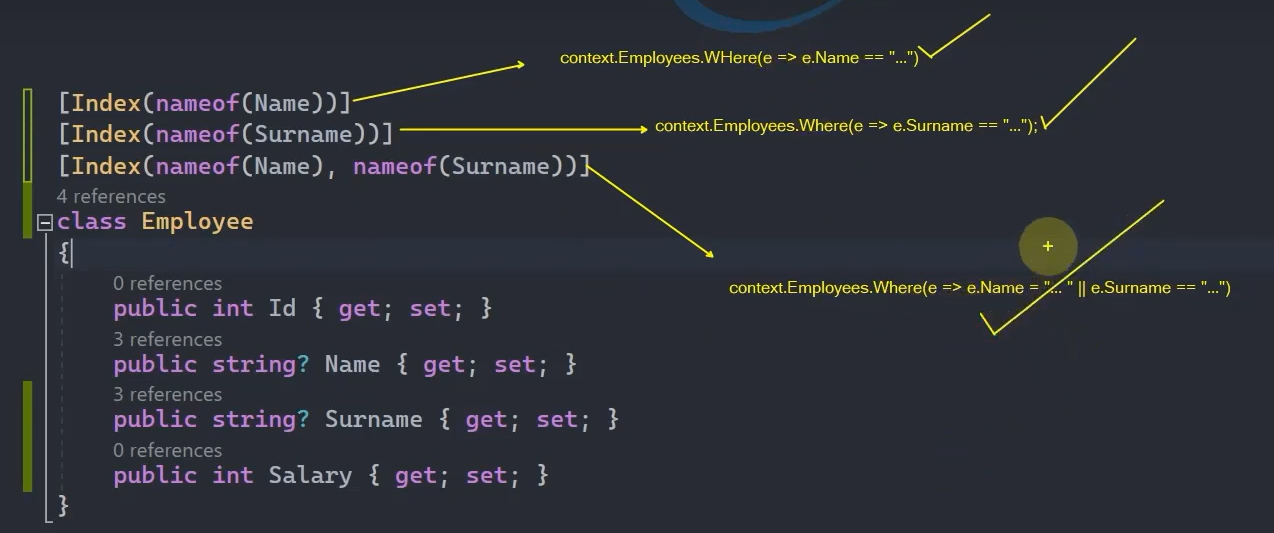 context.Employees.WHere(e => e.Name == "...")
[Index(nameof(Name))]
[Index(nameof(Surname))]
context.Employees.Where(e => e.Surname == "...");
[Index(nameof(Name), nameof(Surname))]
4 references
class Employee
{
0 references
public int Id { get; set; }
context.Employees.Where(e => e.Name = "... " || e.Surname == "...")
3 references
public string? Name { get; set; }
3 references
public string? Surname { get; set; }
0 references
public int Salary { get; set; }
}